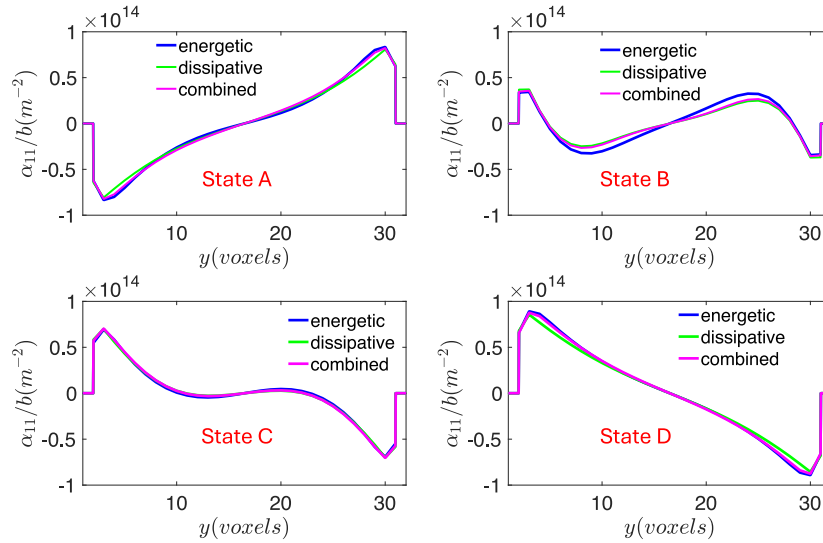 ×10^14
α11/b(m^-2)
1
0.5
0
-0.5
-1
energetic
dissipative
combined
State A
10
20
30
y(voxels)
×10^14
α11/b(m^-2)
1
0.5
0
-0.5
-1
energetic
dissipative
combined
State B
10
20
30
y(voxels)
×10^14
α11/b(m^-2)
1
0.5
0
-0.5
-1
energetic
dissipative
combined
State C
10
20
30
y(voxels)
×10^14
α11/b(m^-2)
1
0.5
0
-0.5
-1
energetic
dissipative
combined
State D
10
20
30
y(voxels)